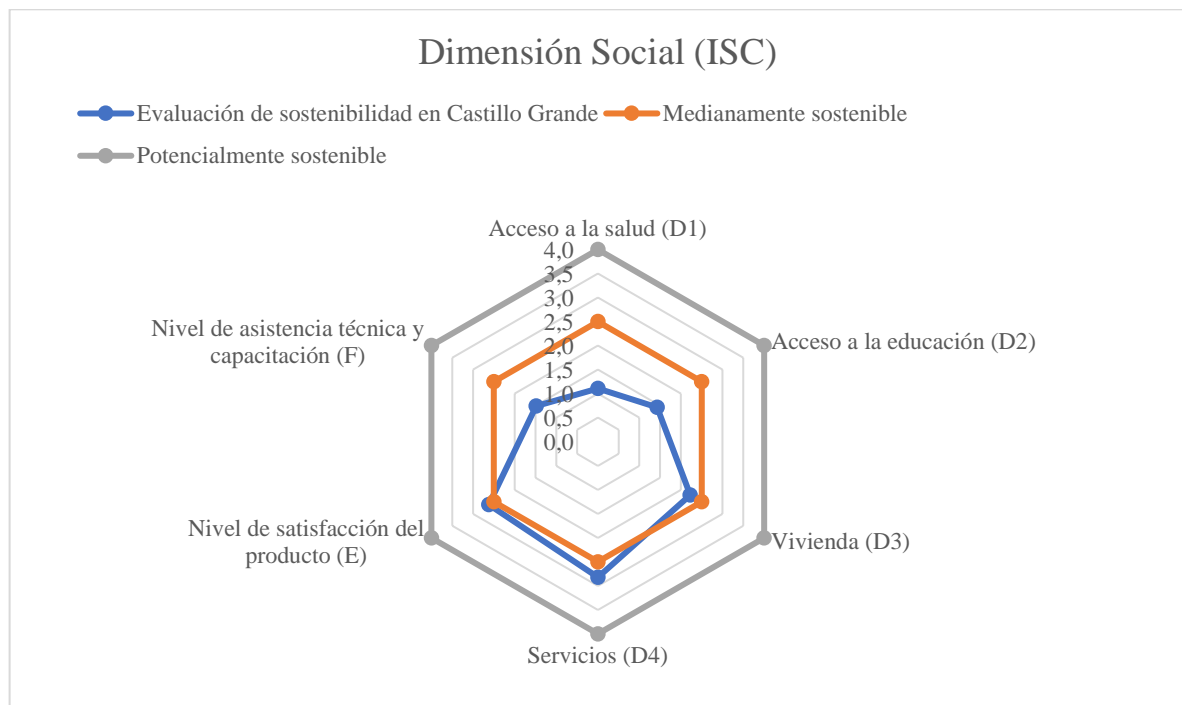 Dimensión Social (ISC)
Evaluación de sostenibilidad en Castillo Grande
Medianamente sostenible
Potencialmente sostenible
Acceso a la salud (D1)
4,0
3,5
3,0
2,5
2,0
1,5
1,0
0,5
0,0
Acceso a la educación (D2)
Vivienda (D3)
Servicios (D4)
Nivel de satisfacción del
producto (E)
Nivel de asistencia técnica y
capacitación (F)